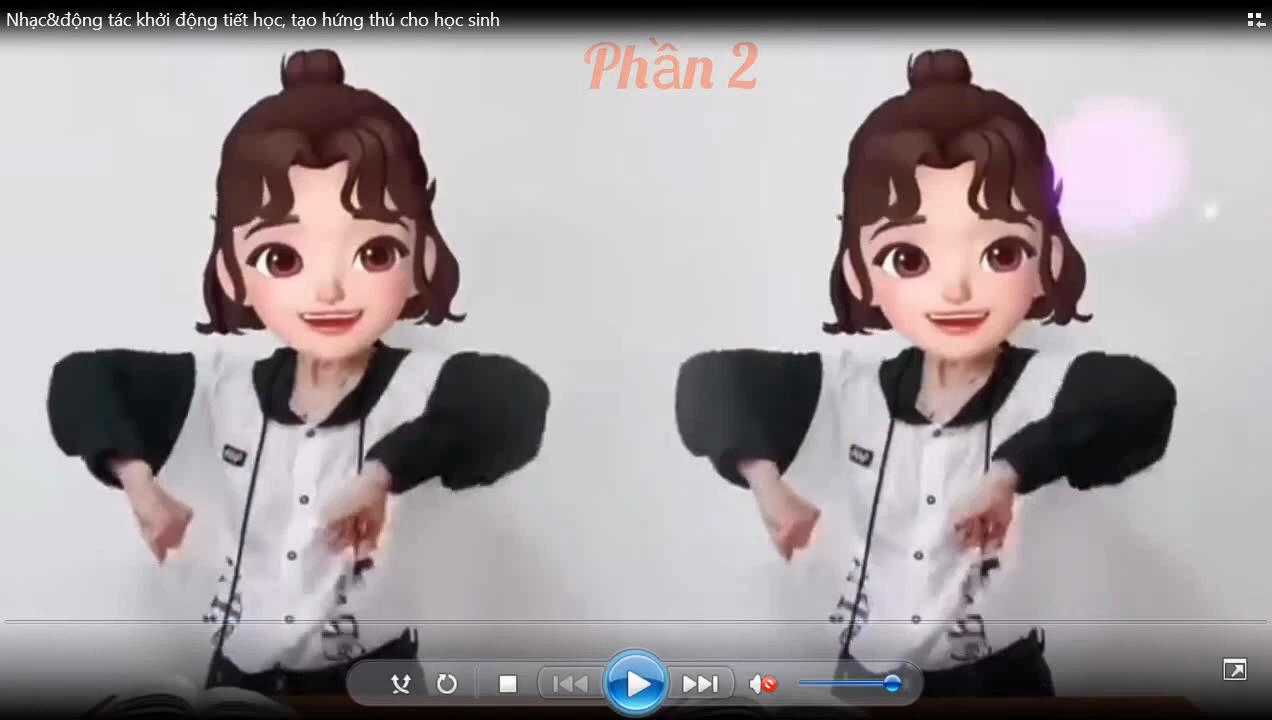 Nhạc&động tác khởi động tiết học, tạo hứng thú cho học sinh
Phần 2